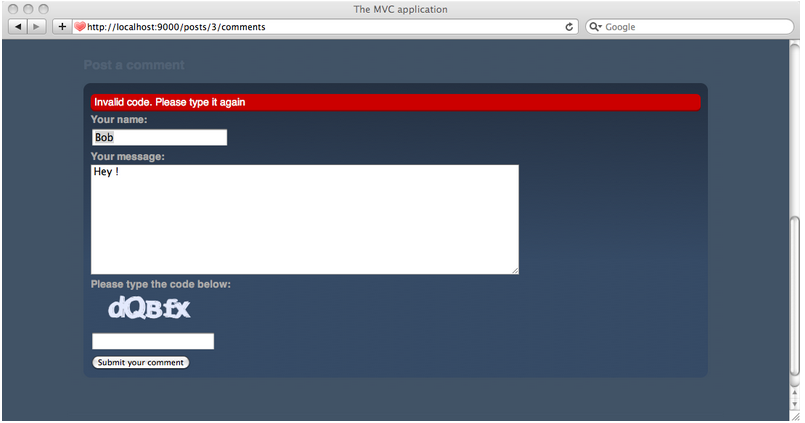 The MVC application
http://localhost:9000/posts/3/comments
Google
Post a comment
Invalid code. Please type it again
Your name:
Bob
Your message:
Hey !
Please type the code below:
dQBfx
Submit your comment